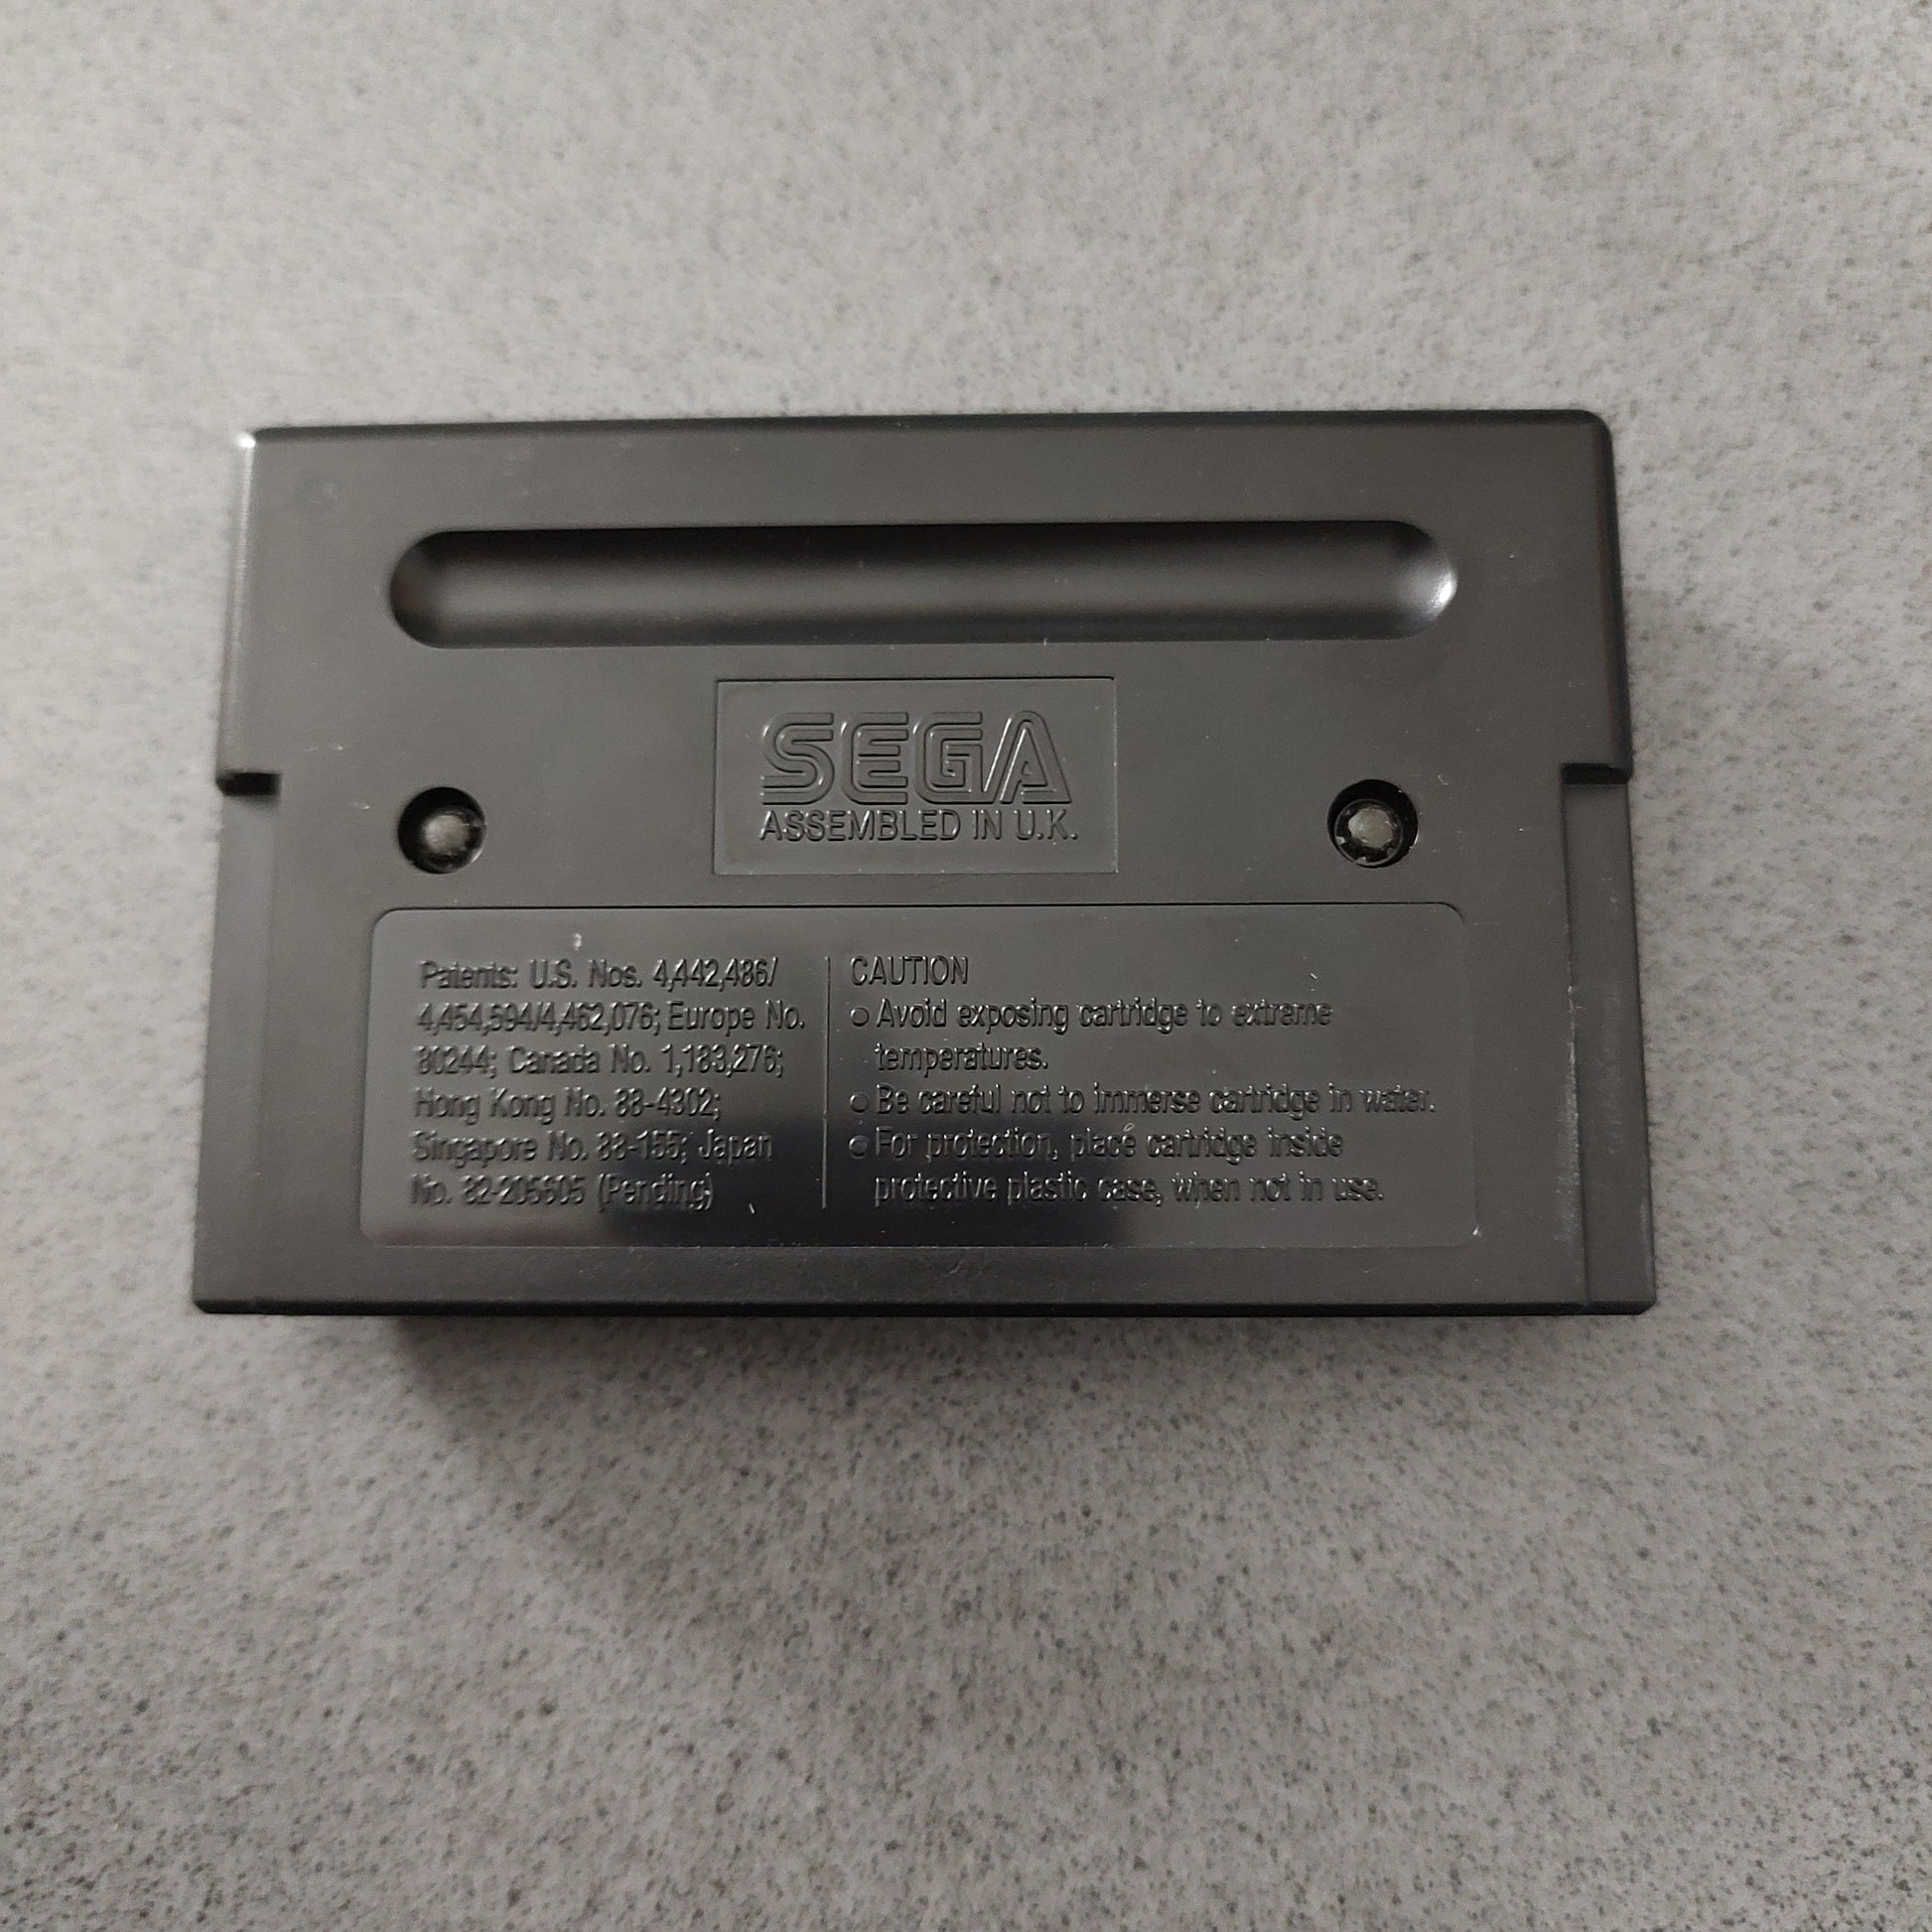 SEGA
ASSEMBLED IN U.K.
Patents: U.S. Nos. 4,442,486/
4,454,594/4,462,076; Europe No.
80244; Canada No. 1,183,276;
Hong Kong No. 88-4302;
Singapore No. 88-155; Japan
No. 82-205605 (Pending)
CAUTION
○ Avoid exposing cartridge to extreme
temperatures.
○ Be careful not to immerse cartridge in water.
○ For protection, place cartridge inside
protective plastic case, when not in use.